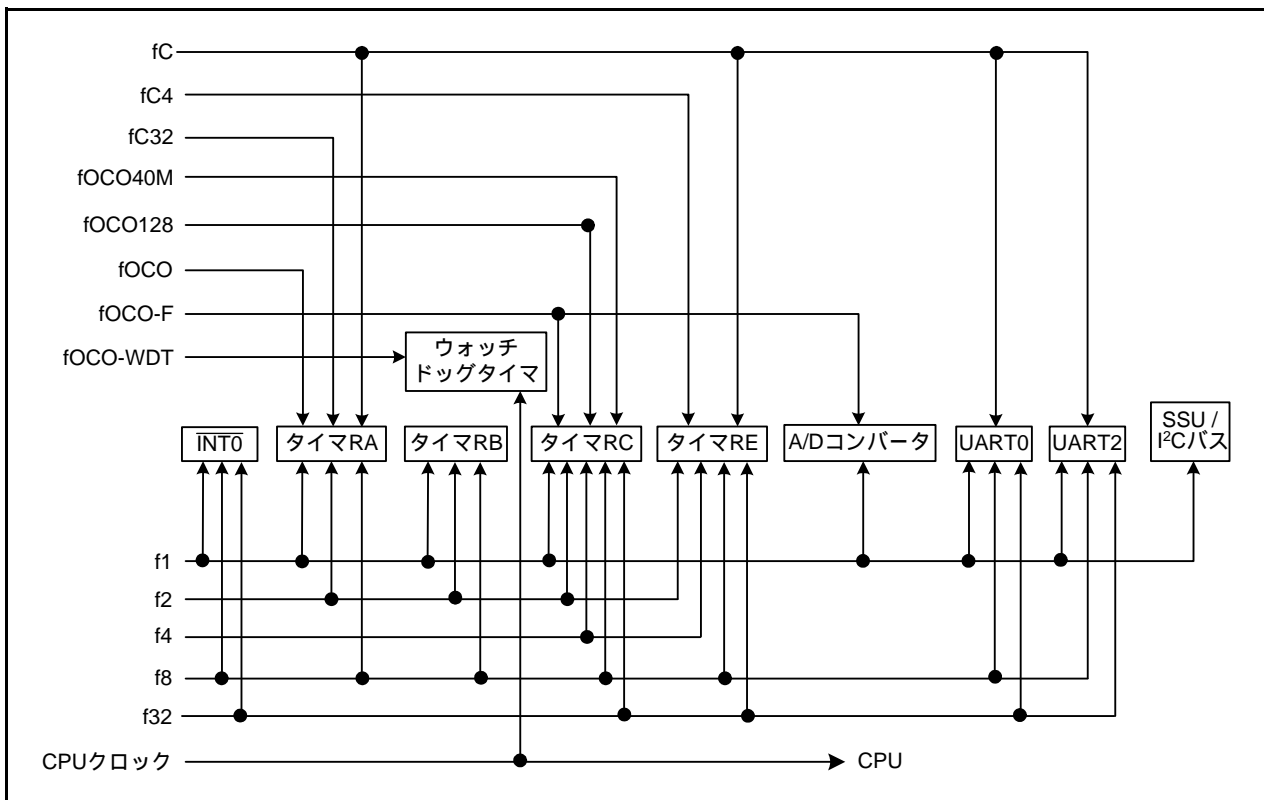 fC
fC4
fC32
fOCO40M
fOCO128
fOCO
fOCO-F
fOCO-WDT
ウォッチ
ドッグタイマ
INT0
タイマRA
タイマRB
タイマRC
タイマRE
A/Dコンバータ
UART0
UART2
SSU /
I²Cバス
f1
f2
f4
f8
f32
CPUクロック
CPU